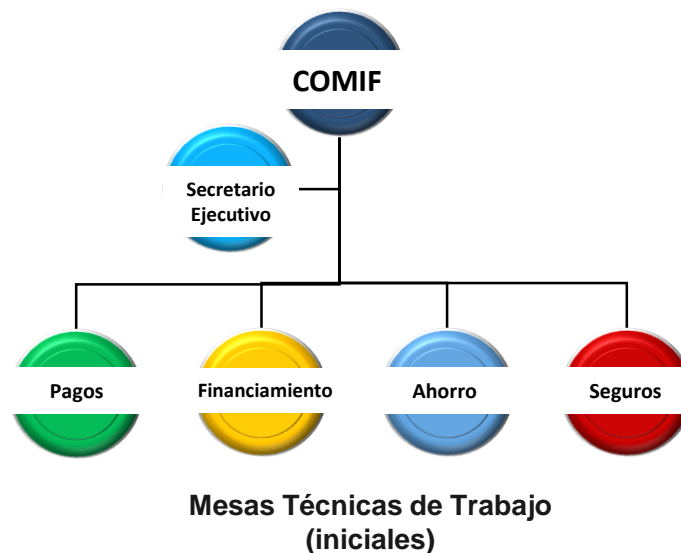 COMIF
Secretario
Ejecutivo
Pagos
Financiamiento
Ahorro
Seguros
Mesas Técnicas de Trabajo
(iniciales)